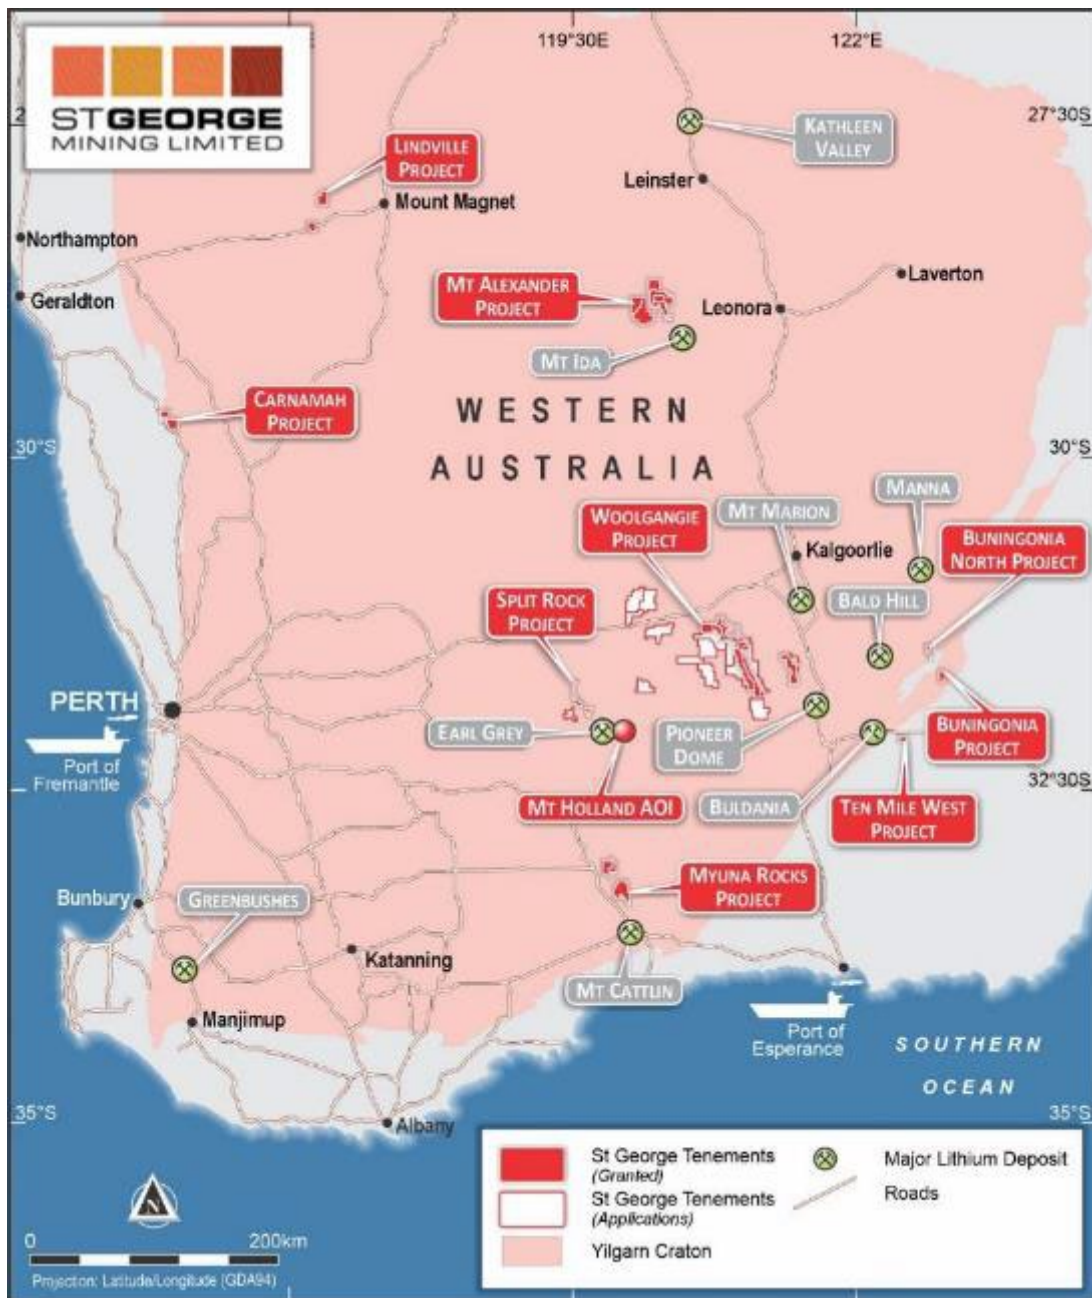 STGEORGE
MINING LIMITED
119°30E
122°E
27°30S
KATHLEEN
VALLEY
LINDVILLE
PROJECT
Leinster
Mount Magnet
Northampton
Geraldton
MT ALEXANDER
PROJECT
Laverton
Leonora
MT IDA
CARNAMAH
PROJECT
WESTERN
AUSTRALIA
30°S
30°S
MANNA
MT MARION
WOOLGANGIE
PROJECT
Kalgoorlie
BUNINGONIA
NORTH PROJECT
BALD HILL
SPLIT ROCK
PROJECT
PERTH
Port of
Fremantle
EARL GREY
PIONEER
DOME
BUNINGONIA
PROJECT
32°30S
MT HOLLAND AOI
BULDANIA
TEN MILE WEST
PROJECT
MYUNA ROCKS
PROJECT
Bunbury
GREENBUSHES
Katanning
MT CATTLIN
Manjimup
Port of
Esperance
SOUTHERN
OCEAN
35°S
Albany
35°S
N
0 200km
Projection: Latitude/Longitude (GDA94)
St George Tenements
(Granted)
St George Tenements
(Applications)
Yilgarn Craton
Major Lithium Deposit
Roads